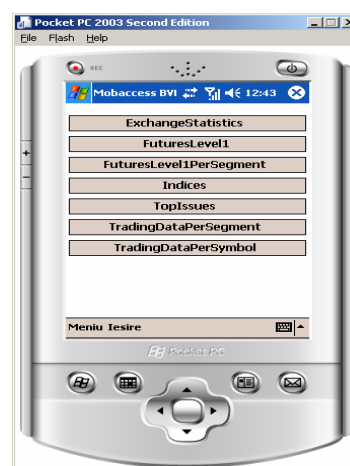 Pocket PC 2003 Second Edition
File Flash Help
REC
Mobaccess BVI 12:43
ExchangeStatistics
FuturesLevel1
FuturesLevel1PerSegment
Indices
TopIssues
TradingDataPerSegment
TradingDataPerSymbol
Meniu Iesire
Pocket PC